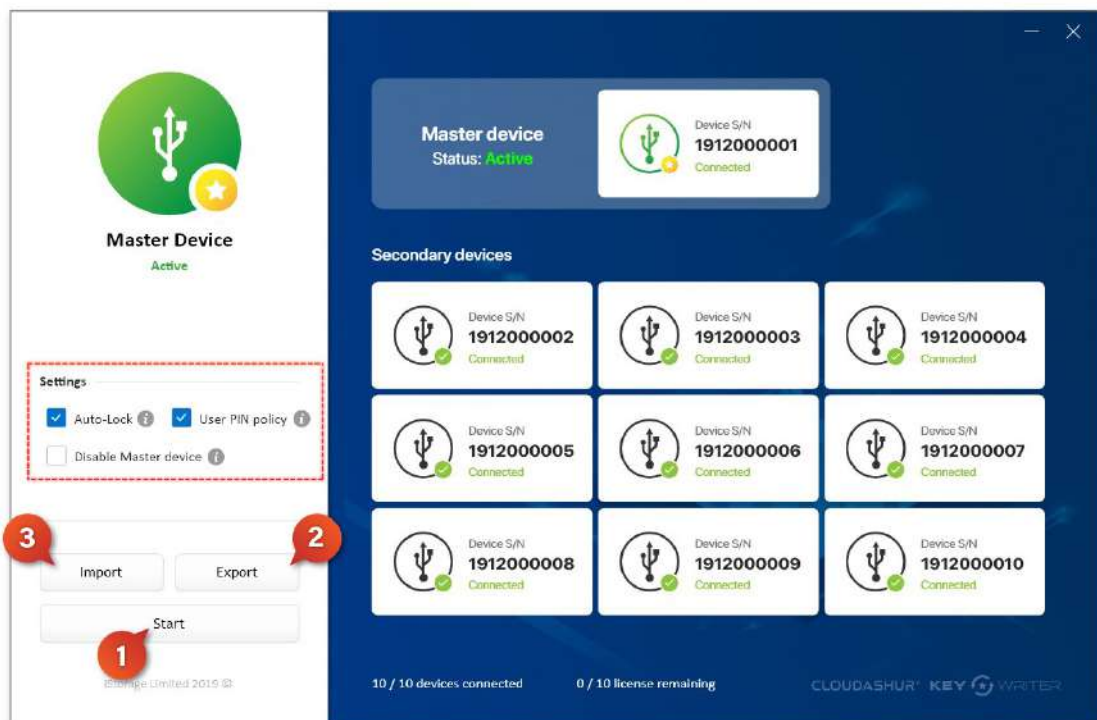 Master Device
Active
Settings
Auto-Lock i User PIN policy i
Disable Master device i
3
2
Import Export
Start
1
iStorage Limited 2019 ©
Master device
Status: Active
Device S/N
1912000001
Connected
Secondary devices
Device S/N Device S/N Device S/N
1912000002 1912000003 1912000004
Connected Connected Connected
Device S/N Device S/N Device S/N
1912000005 1912000006 1912000007
Connected Connected Connected
Device S/N Device S/N Device S/N
1912000008 1912000009 1912000010
Connected Connected Connected
10 / 10 devices connected 0 / 10 license remaining CLOUDASHUR® KEY WRITER